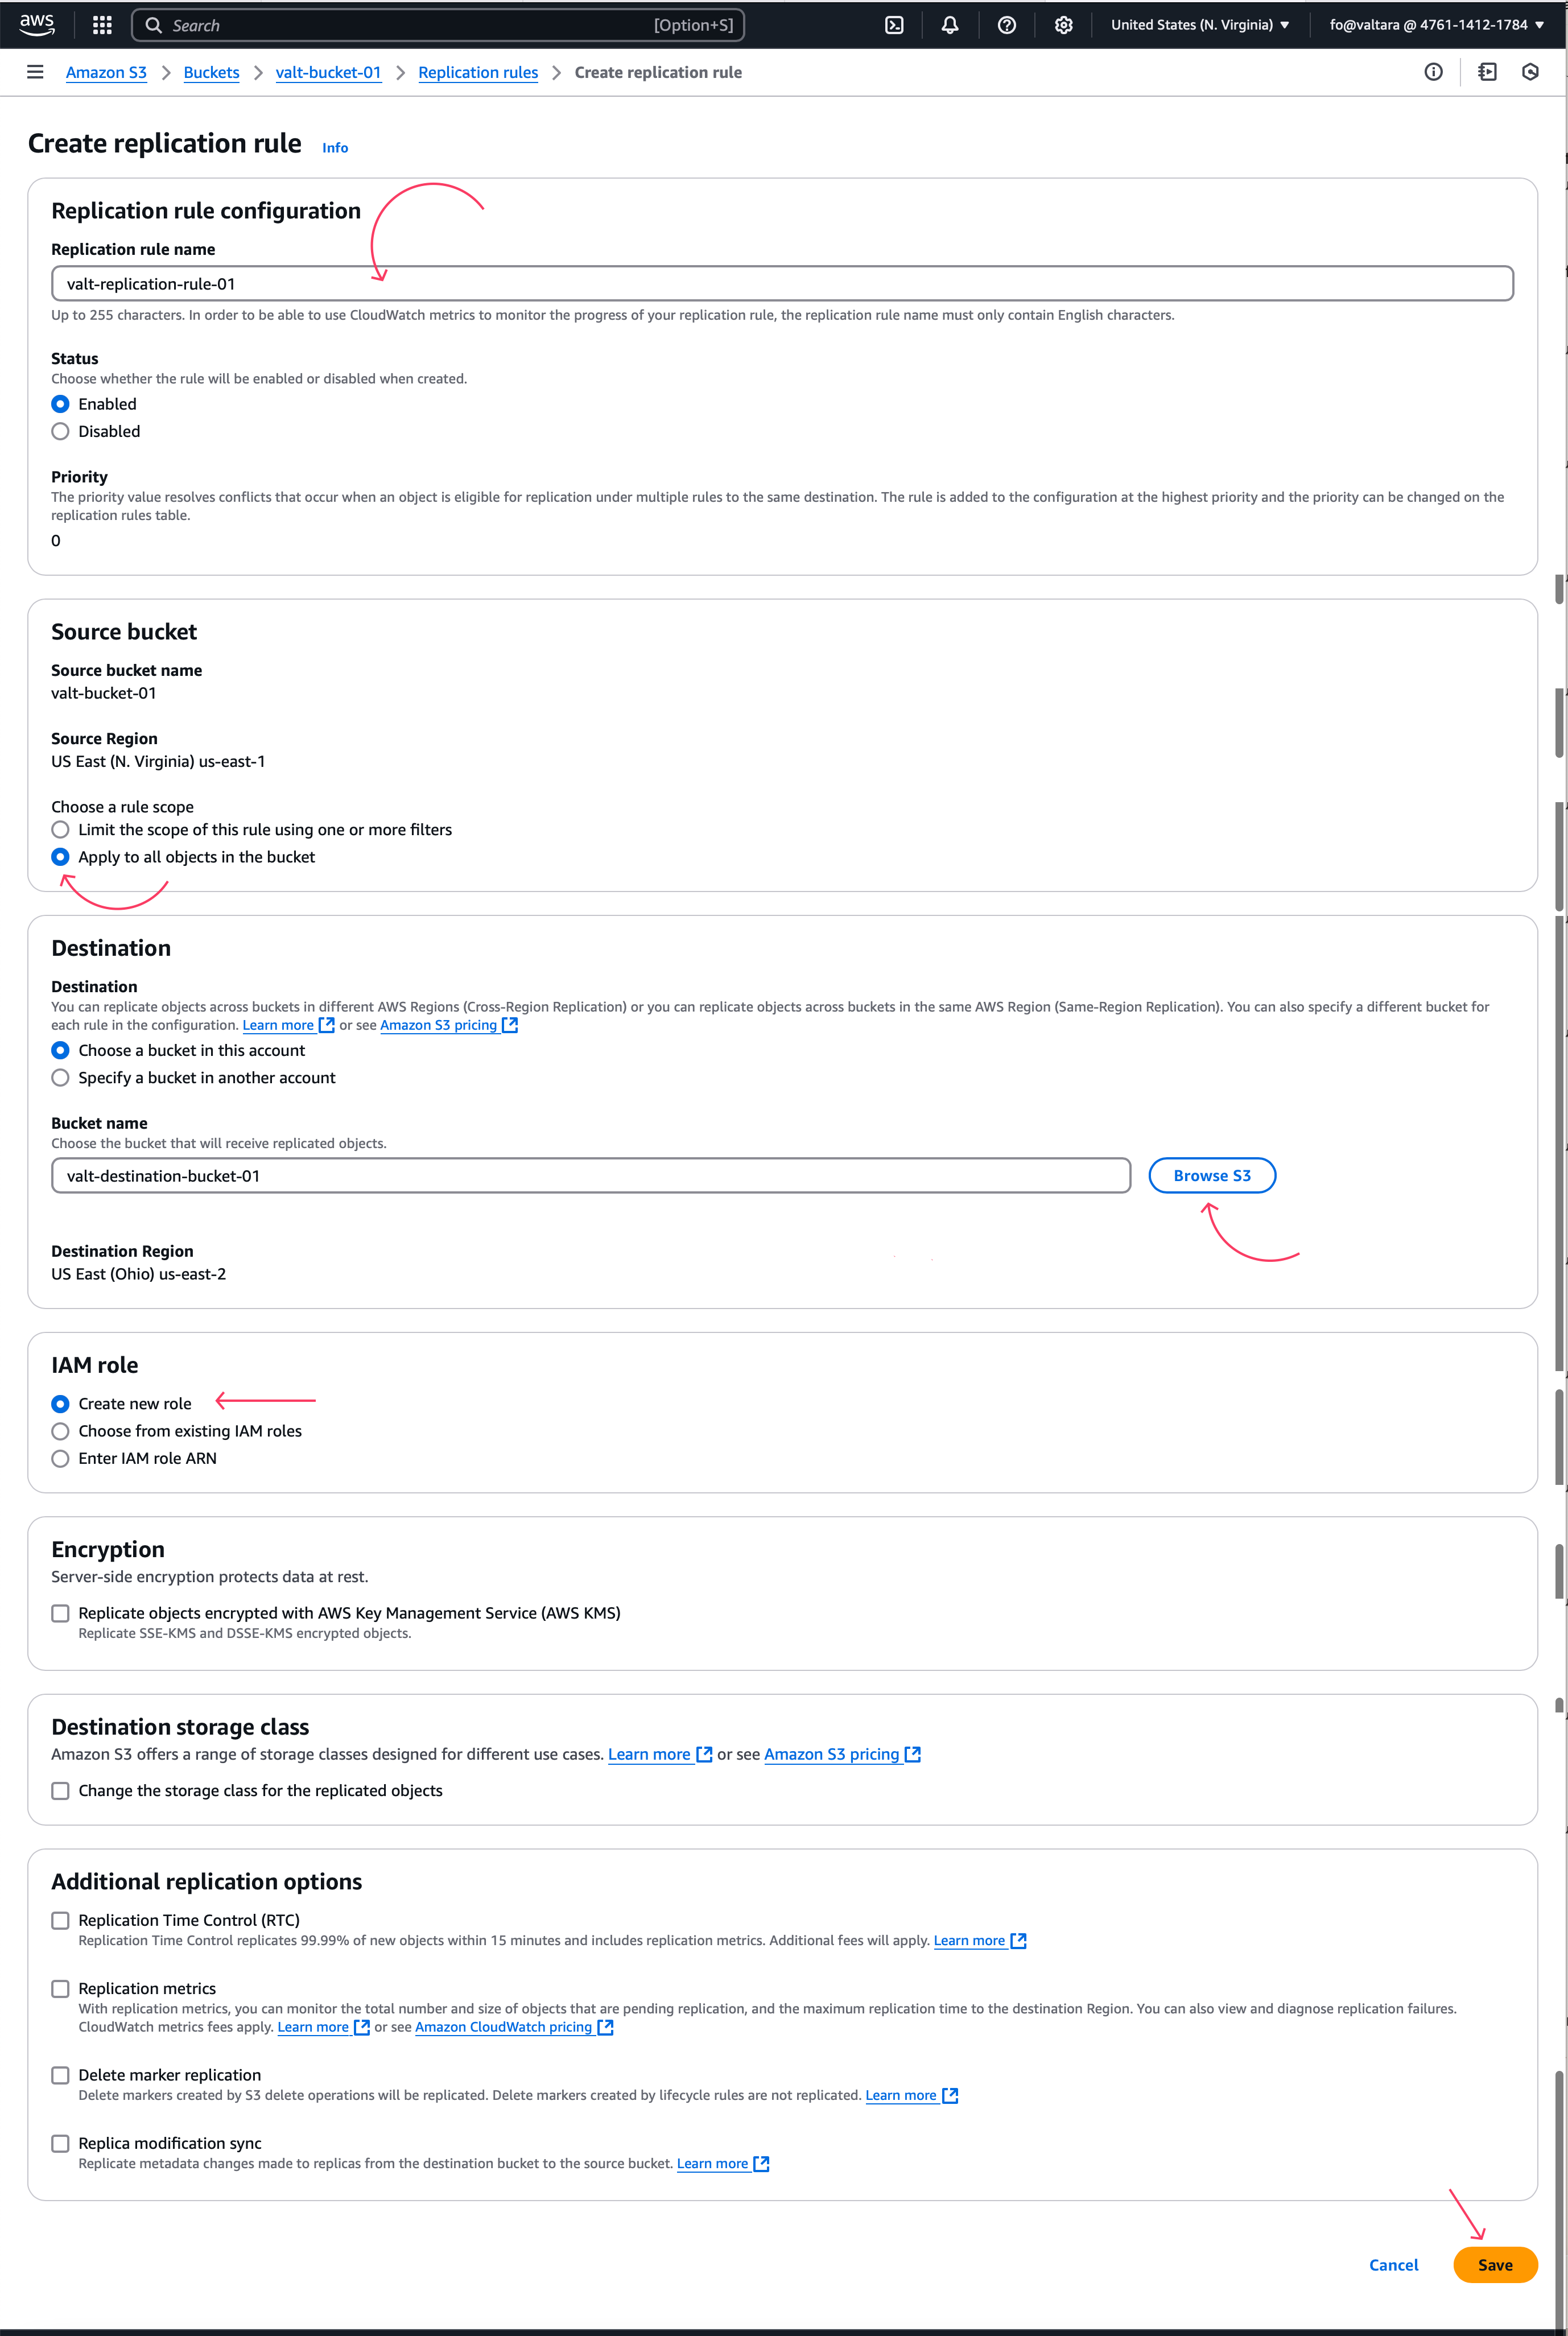 aws
Search [Option+S] United States (N. Virginia) fo@valtara @ 4761-1412-1784
Amazon S3 Buckets valt-bucket-01 Replication rules Create replication rule
Create replication rule Info
Replication rule configuration
Replication rule name
valt-replication-rule-01
Up to 255 characters. In order to be able to use CloudWatch metrics to monitor the progress of your replication rule, the replication rule name must only contain English characters.
Status
Choose whether the rule will be enabled or disabled when created.
Enabled
Disabled
Priority
The priority value resolves conflicts that occur when an object is eligible for replication under multiple rules to the same destination. The rule is added to the configuration at the highest priority and the priority can be changed on the
replication rules table.
0
Source bucket
Source bucket name
valt-bucket-01
Source Region
US East (N. Virginia) us-east-1
Choose a rule scope
Limit the scope of this rule using one or more filters
Apply to all objects in the bucket
Destination
Destination
You can replicate objects across buckets in different AWS Regions (Cross-Region Replication) or you can replicate objects across buckets in the same AWS Region (Same-Region Replication). You can also specify a different bucket for
each rule in the configuration. Learn more or see Amazon S3 pricing
Choose a bucket in this account
Specify a bucket in another account
Bucket name
Choose the bucket that will receive replicated objects.
valt-destination-bucket-01 Browse S3
Destination Region
US East (Ohio) us-east-2
IAM role
Create new role
Choose from existing IAM roles
Enter IAM role ARN
Encryption
Server-side encryption protects data at rest.
Replicate objects encrypted with AWS Key Management Service (AWS KMS)
Replicate SSE-KMS and DSSE-KMS encrypted objects.
Destination storage class
Amazon S3 offers a range of storage classes designed for different use cases. Learn more or see Amazon S3 pricing
Change the storage class for the replicated objects
Additional replication options
Replication Time Control (RTC)
Replication Time Control replicates 99.99% of new objects within 15 minutes and includes replication metrics. Additional fees will apply. Learn more
Replication metrics
With replication metrics, you can monitor the total number and size of objects that are pending replication, and the maximum replication time to the destination Region. You can also view and diagnose replication failures.
CloudWatch metrics fees apply. Learn more or see Amazon CloudWatch pricing
Delete marker replication
Delete markers created by S3 delete operations will be replicated. Delete markers created by lifecycle rules are not replicated. Learn more
Replica modification sync
Replicate metadata changes made to replicas from the destination bucket to the source bucket. Learn more
Cancel Save